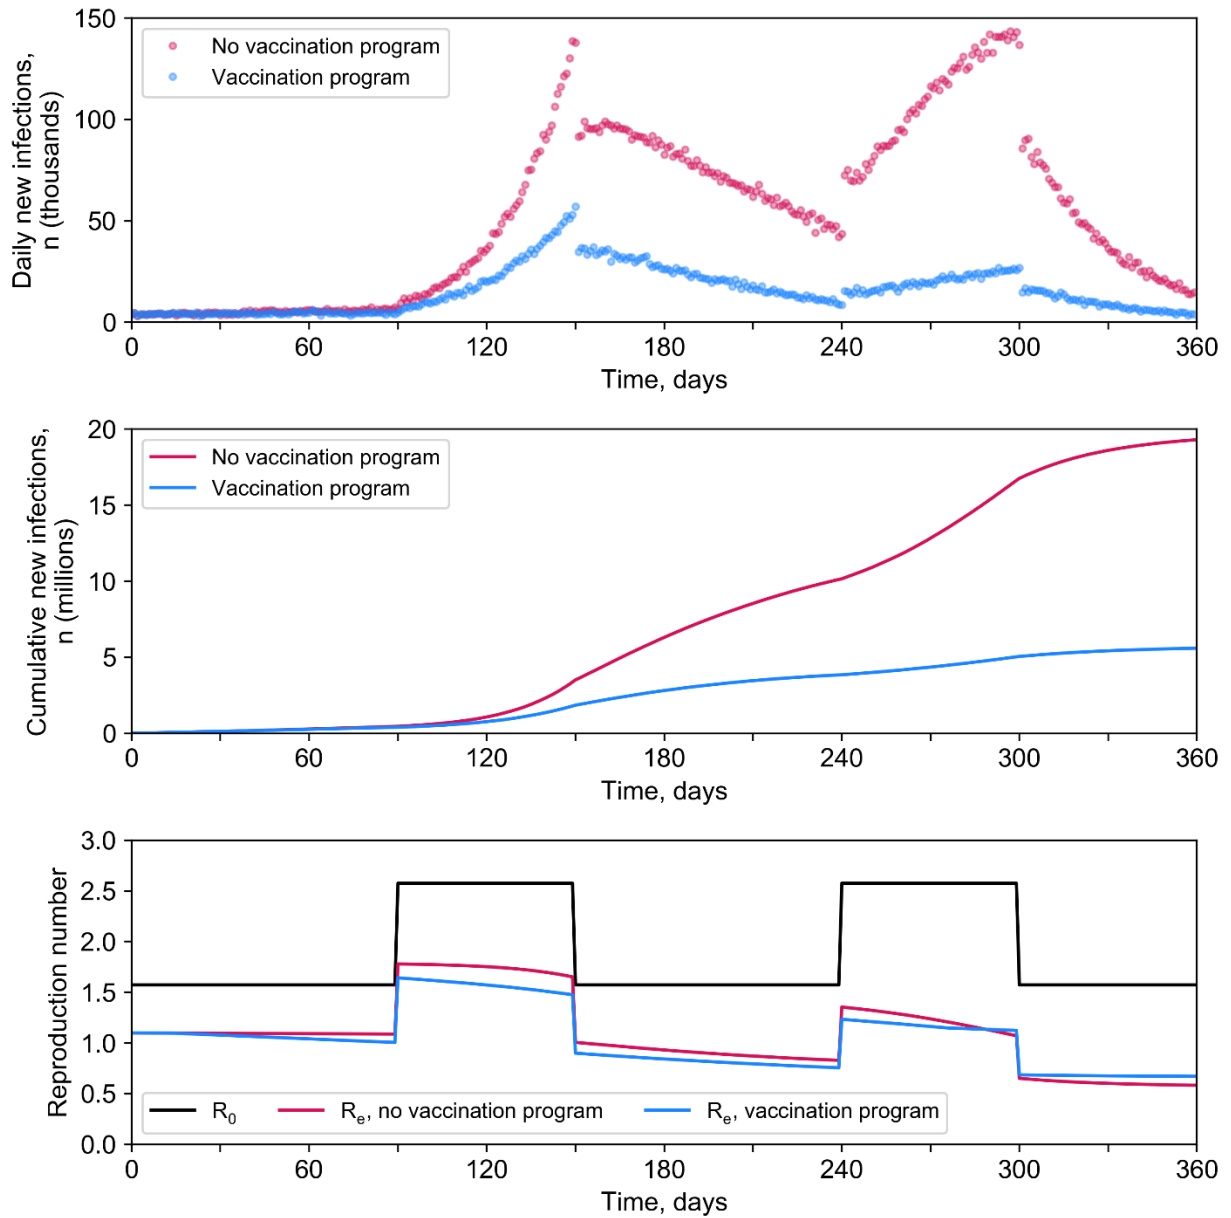 Daily new infections,
n (thousands)
150
100
50
0
No vaccination program
Vaccination program
0 60 120 180 240 300 360
Time, days
Cumulative new infections,
n (millions)
20
15
10
5
0
No vaccination program
Vaccination program
0 60 120 180 240 300 360
Time, days
Reproduction number
3.0
2.5
2.0
1.5
1.0
0.5
0.0
R0 Re, no vaccination program Re, vaccination program
0 60 120 180 240 300 360
Time, days